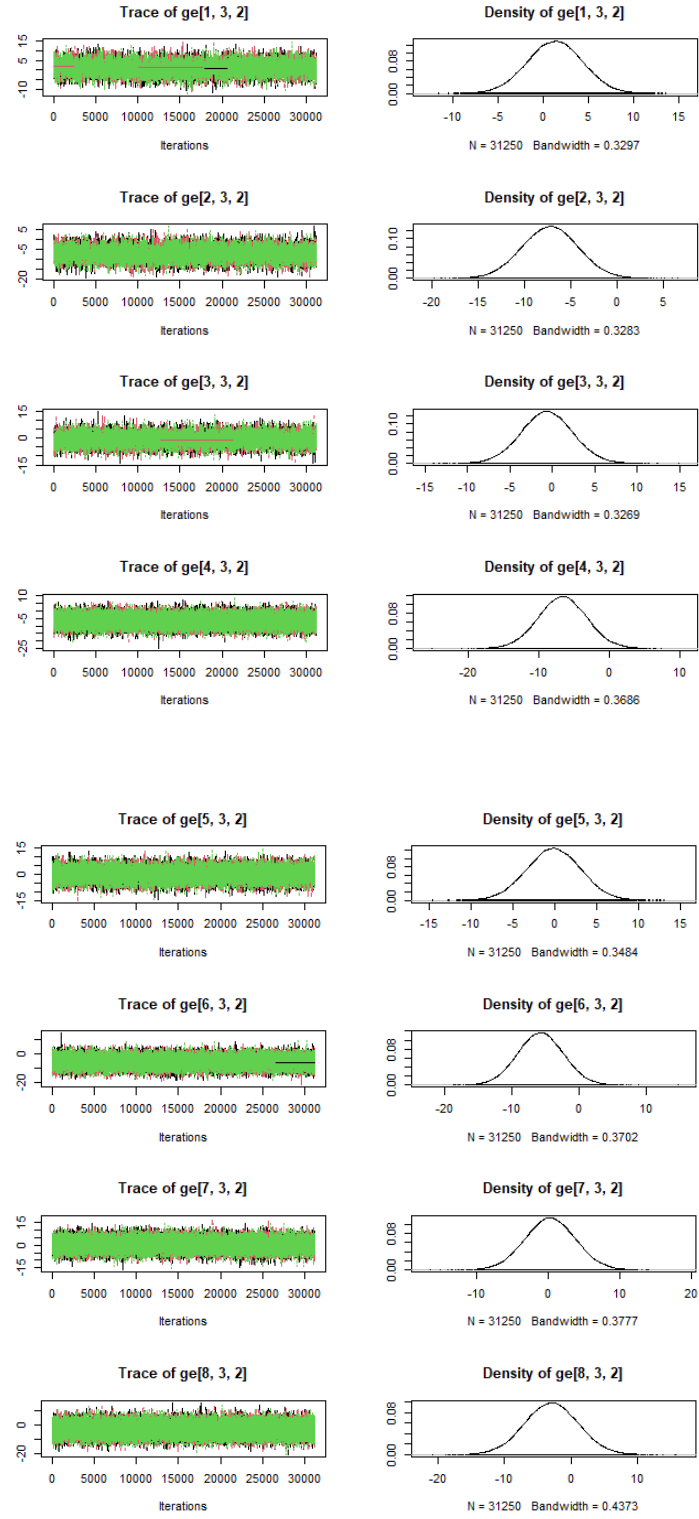 Trace of ge[1, 3, 2]
-10 5 15
0 5000 10000 15000 20000 25000 30000
Iterations
Density of ge[1, 3, 2]
0.00 0.08
-10 -5 0 5 10 15
N = 31250 Bandwidth = 0.3297
Trace of ge[2, 3, 2]
-20 -5 5
0 5000 10000 15000 20000 25000 30000
Iterations
Density of ge[2, 3, 2]
0.00 0.10
-20 -15 -10 -5 0 5
N = 31250 Bandwidth = 0.3283
Trace of ge[3, 3, 2]
-15 0 15
0 5000 10000 15000 20000 25000 30000
Iterations
Density of ge[3, 3, 2]
0.00 0.10
-15 -10 -5 0 5 10 15
N = 31250 Bandwidth = 0.3269
Trace of ge[4, 3, 2]
-25 -5 10
0 5000 10000 15000 20000 25000 30000
Iterations
Density of ge[4, 3, 2]
0.00 0.08
-20 -10 0 10
N = 31250 Bandwidth = 0.3686
Trace of ge[5, 3, 2]
-15 0 15
0 5000 10000 15000 20000 25000 30000
Iterations
Density of ge[5, 3, 2]
0.00 0.08
-15 -10 -5 0 5 10 15
N = 31250 Bandwidth = 0.3484
Trace of ge[6, 3, 2]
-20 0
0 5000 10000 15000 20000 25000 30000
Iterations
Density of ge[6, 3, 2]
0.00 0.08
-20 -10 0 10
N = 31250 Bandwidth = 0.3702
Trace of ge[7, 3, 2]
-15 0 15
0 5000 10000 15000 20000 25000 30000
Iterations
Density of ge[7, 3, 2]
0.00 0.08
-10 0 10 20
N = 31250 Bandwidth = 0.3777
Trace of ge[8, 3, 2]
-20 0
0 5000 10000 15000 20000 25000 30000
Iterations
Density of ge[8, 3, 2]
0.00 0.08
-20 -10 0 10
N = 31250 Bandwidth = 0.4373